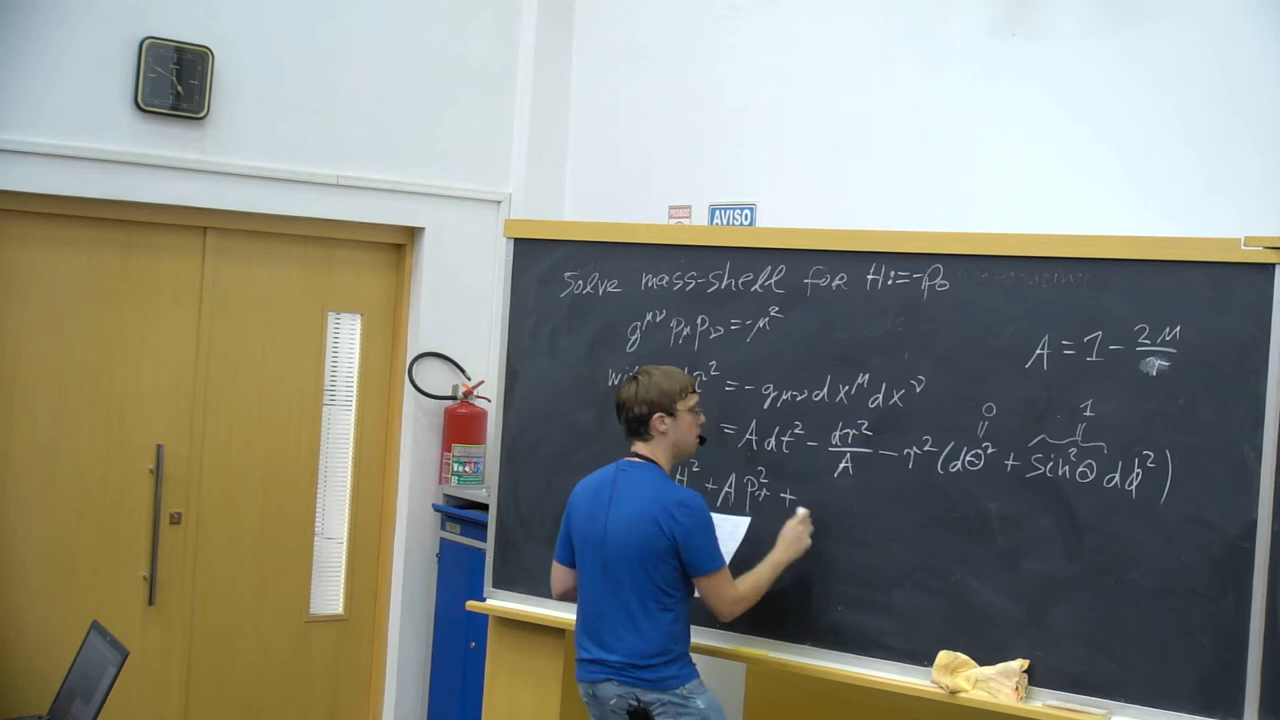 AVISO
Solve mass-shell for H:=-p₀
g^{μν} p_μ p_ν = -μ²
A = 1 - 2M/r
dτ² = - g_{μν} dx^μ dx^ν
= A dt² - dr²/A - r² (dθ² + sin²θ dφ²)
0 1
H² + A p_r² +